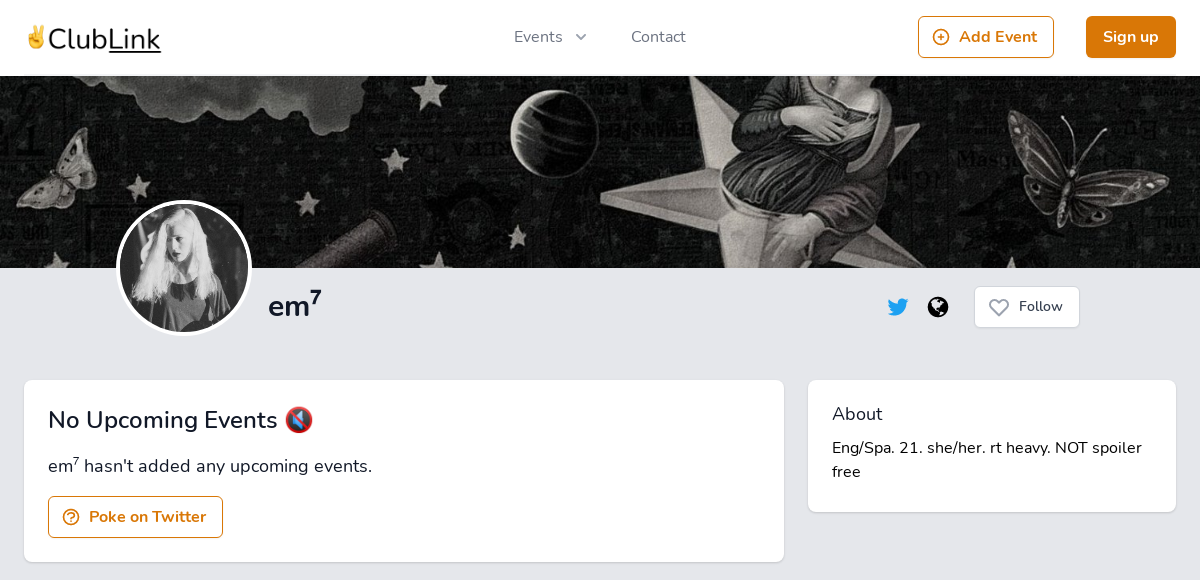 ✌️ClubLink
Events
Contact
Add Event
Sign up
em⁷
Follow
No Upcoming Events 🔇
em⁷ hasn't added any upcoming events.
Poke on Twitter
About
Eng/Spa. 21. she/her. rt heavy. NOT spoiler
free